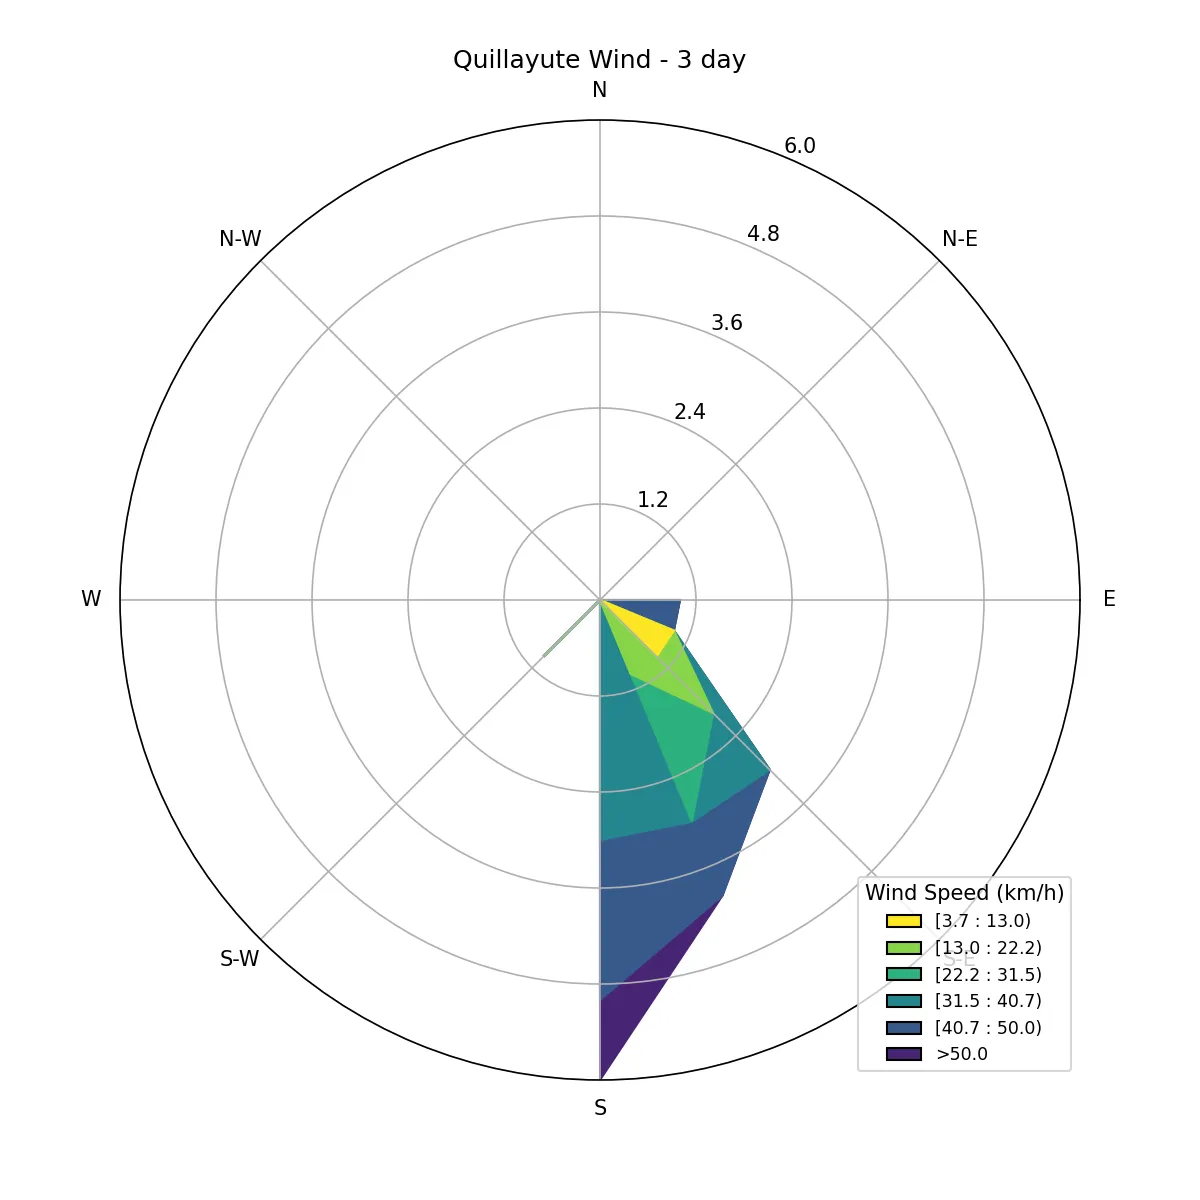 Quillayute Wind - 3 day
N
6.0
N-W
4.8
N-E
3.6
2.4
1.2
W
E
Wind Speed (km/h)
[3.7 : 13.0)
[13.0 : 22.2)
S-W
S-E
[22.2 : 31.5)
[31.5 : 40.7)
[40.7 : 50.0)
>50.0
S